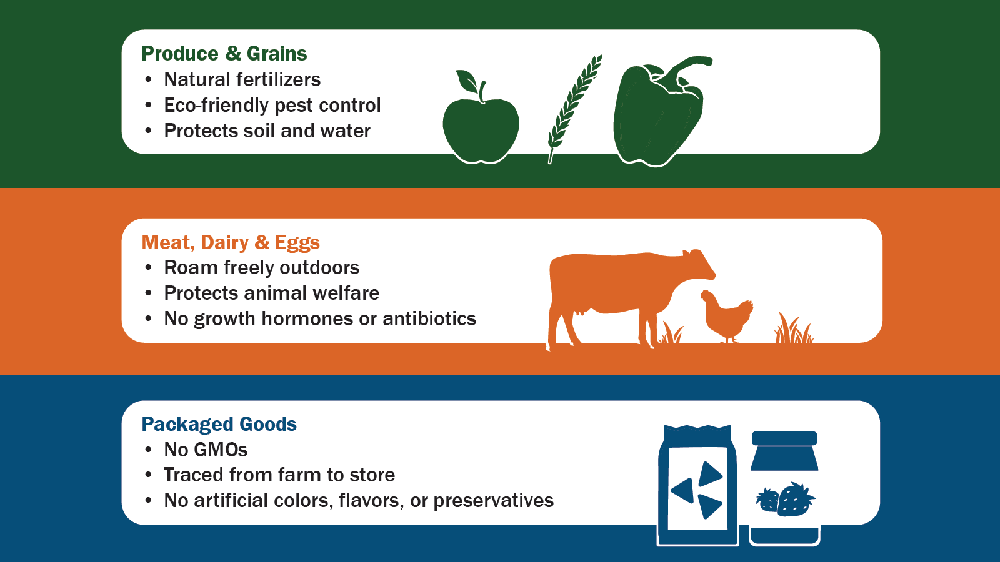 Produce & Grains
• Natural fertilizers
• Eco-friendly pest control
• Protects soil and water
Meat, Dairy & Eggs
• Roam freely outdoors
• Protects animal welfare
• No growth hormones or antibiotics
Packaged Goods
• No GMOs
• Traced from farm to store
• No artificial colors, flavors, or preservatives